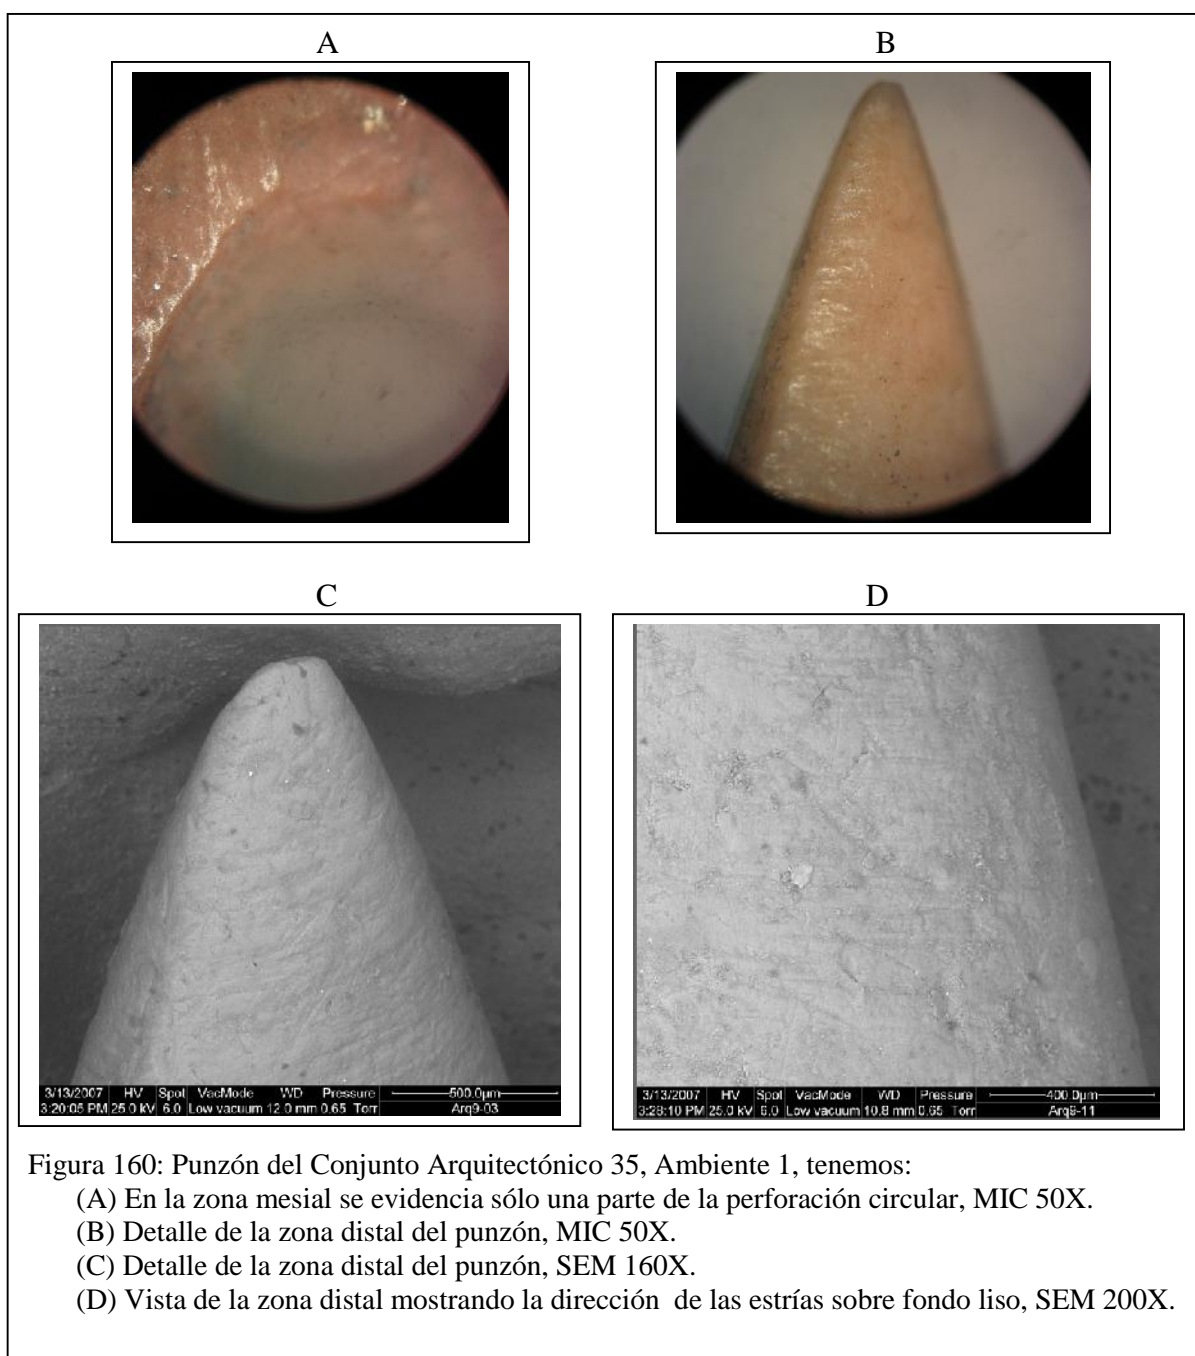 A
B
C
D
3/13/2007 HV Spot VacMode WD Pressure 500.0µm
3:20:05 PM 25.0 kV 6.0 Low vacuum 12.0 mm 0.65 Torr Arq9-03
3/13/2007 HV Spot VacMode WD Pressure 400.0µm
3:28:10 PM 25.0 kV 6.0 Low vacuum 10.8 mm 0.65 Torr Arq9-11
Figura 160: Punzón del Conjunto Arquitectónico 35, Ambiente 1, tenemos:
(A) En la zona mesial se evidencia sólo una parte de la perforación circular, MIC 50X.
(B) Detalle de la zona distal del punzón, MIC 50X.
(C) Detalle de la zona distal del punzón, SEM 160X.
(D) Vista de la zona distal mostrando la dirección de las estrías sobre fondo liso, SEM 200X.